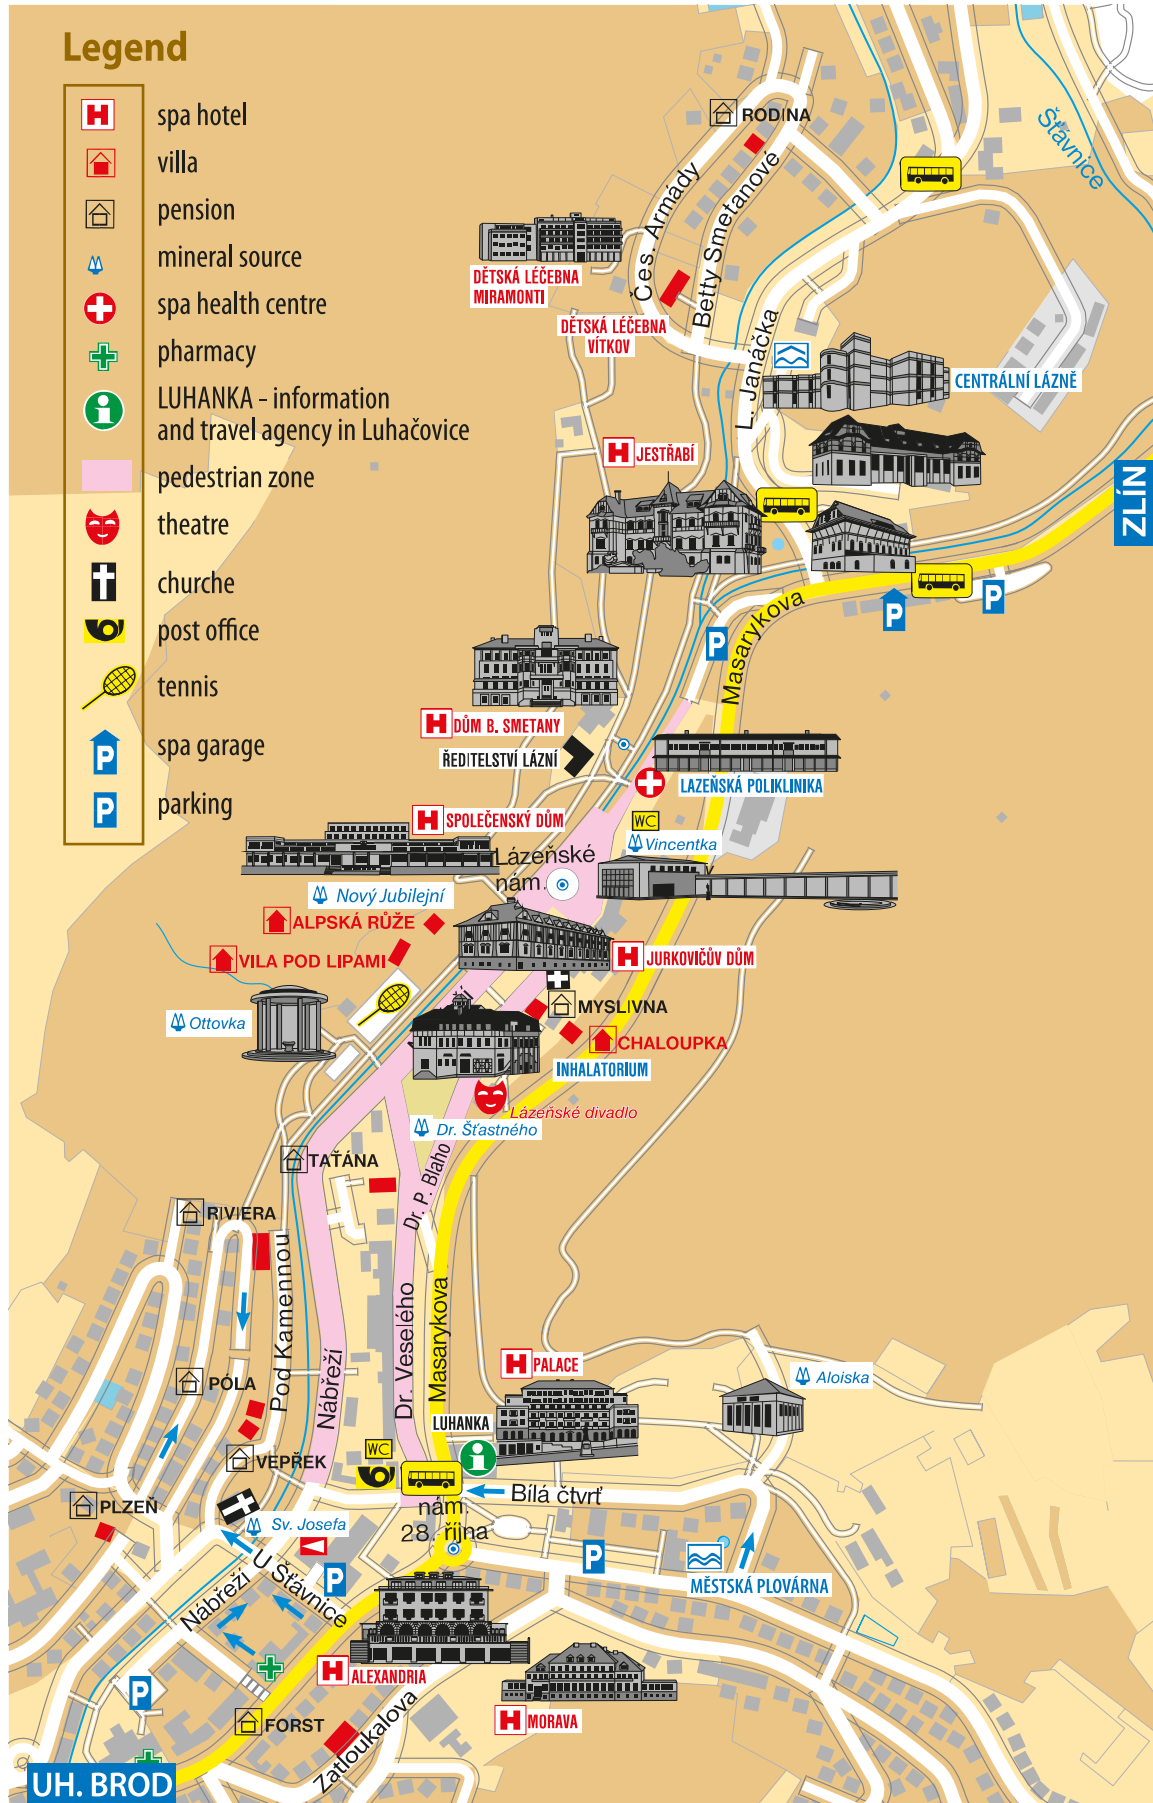 Legend
spa hotel
villa
pension
mineral source
spa health centre
pharmacy
LUHANKA - information
and travel agency in Luhačovice
pedestrian zone
theatre
churche
post office
tennis
spa garage
parking
RODINA
Šťávnice
Čes. Armády
Betty Smetanové
DĚTSKÁ LÉČEBNA
MIRAMONTI
DĚTSKÁ LÉČEBNA
VÍTKOV
L. Janáčka
CENTRÁLNÍ LÁZNĚ
H JESTŘABÍ
ZLÍN
P
P
P
Masarykova
H DŮM B. SMETANY
ŘEDITELSTVÍ LÁZNÍ
LAZEŇSKÁ POLIKLINIKA
H SPOLEČENSKÝ DŮM
WC
Vincentka
Lázeňské
nám.
Nový Jubilejní
ALPSKÁ RŮŽE
VILA POD LIPAMI
H JURKOVIČŮV DŮM
MYSLIVNA
Ottovka
CHALOUPKA
INHALATORIUM
Lázeňské divadlo
Dr. Šťastného
TAŤÁNA
Dr. P. Blaho
RIVIERA
Pod Kamennou
Nábřeží
Dr. Veselého
Masarykova
H PALACE
Aloiska
PÓLA
LUHANKA
WC
VEPŘEK
PLZEŇ
Bílá čtvrť
nám.
28. října
Sv. Josefa
U Šťávnice
Nábřeží
P
P
MĚSTSKÁ PLOVÁRNA
H ALEXANDRIA
P
H MORAVA
FORST
Zatloukalova
UH. BROD